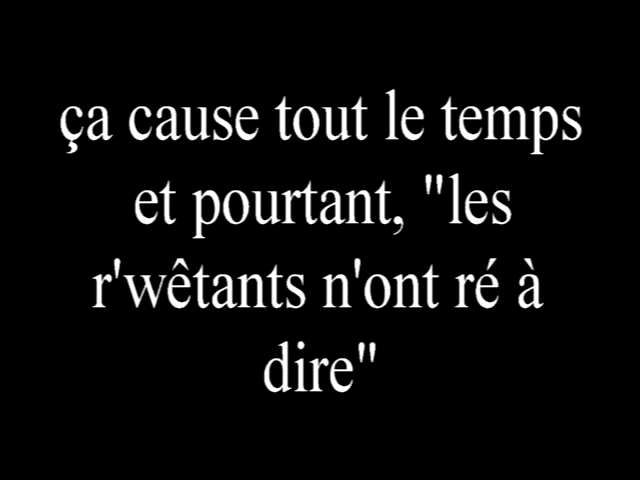 ça cause tout le temps
et pourtant, "les
r'wêtants n'ont ré à
dire"